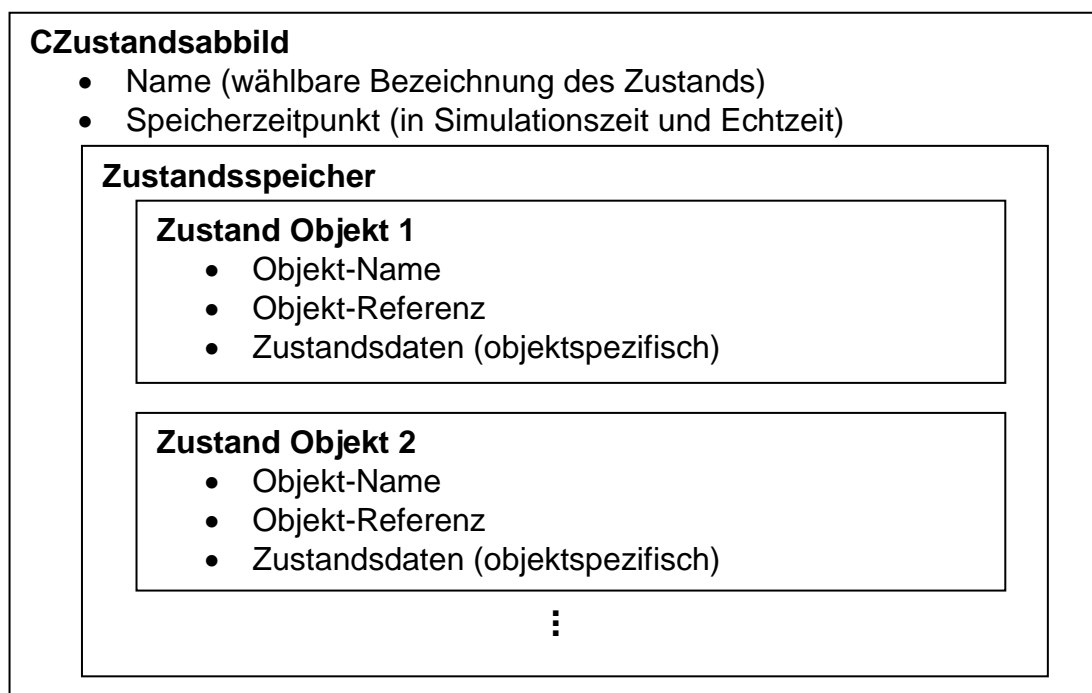 CZustandsabbild
• Name (wählbare Bezeichnung des Zustands)
• Speicherzeitpunkt (in Simulationszeit und Echtzeit)
Zustandsspeicher
Zustand Objekt 1
• Objekt-Name
• Objekt-Referenz
• Zustandsdaten (objektspezifisch)
Zustand Objekt 2
• Objekt-Name
• Objekt-Referenz
• Zustandsdaten (objektspezifisch)
⋮